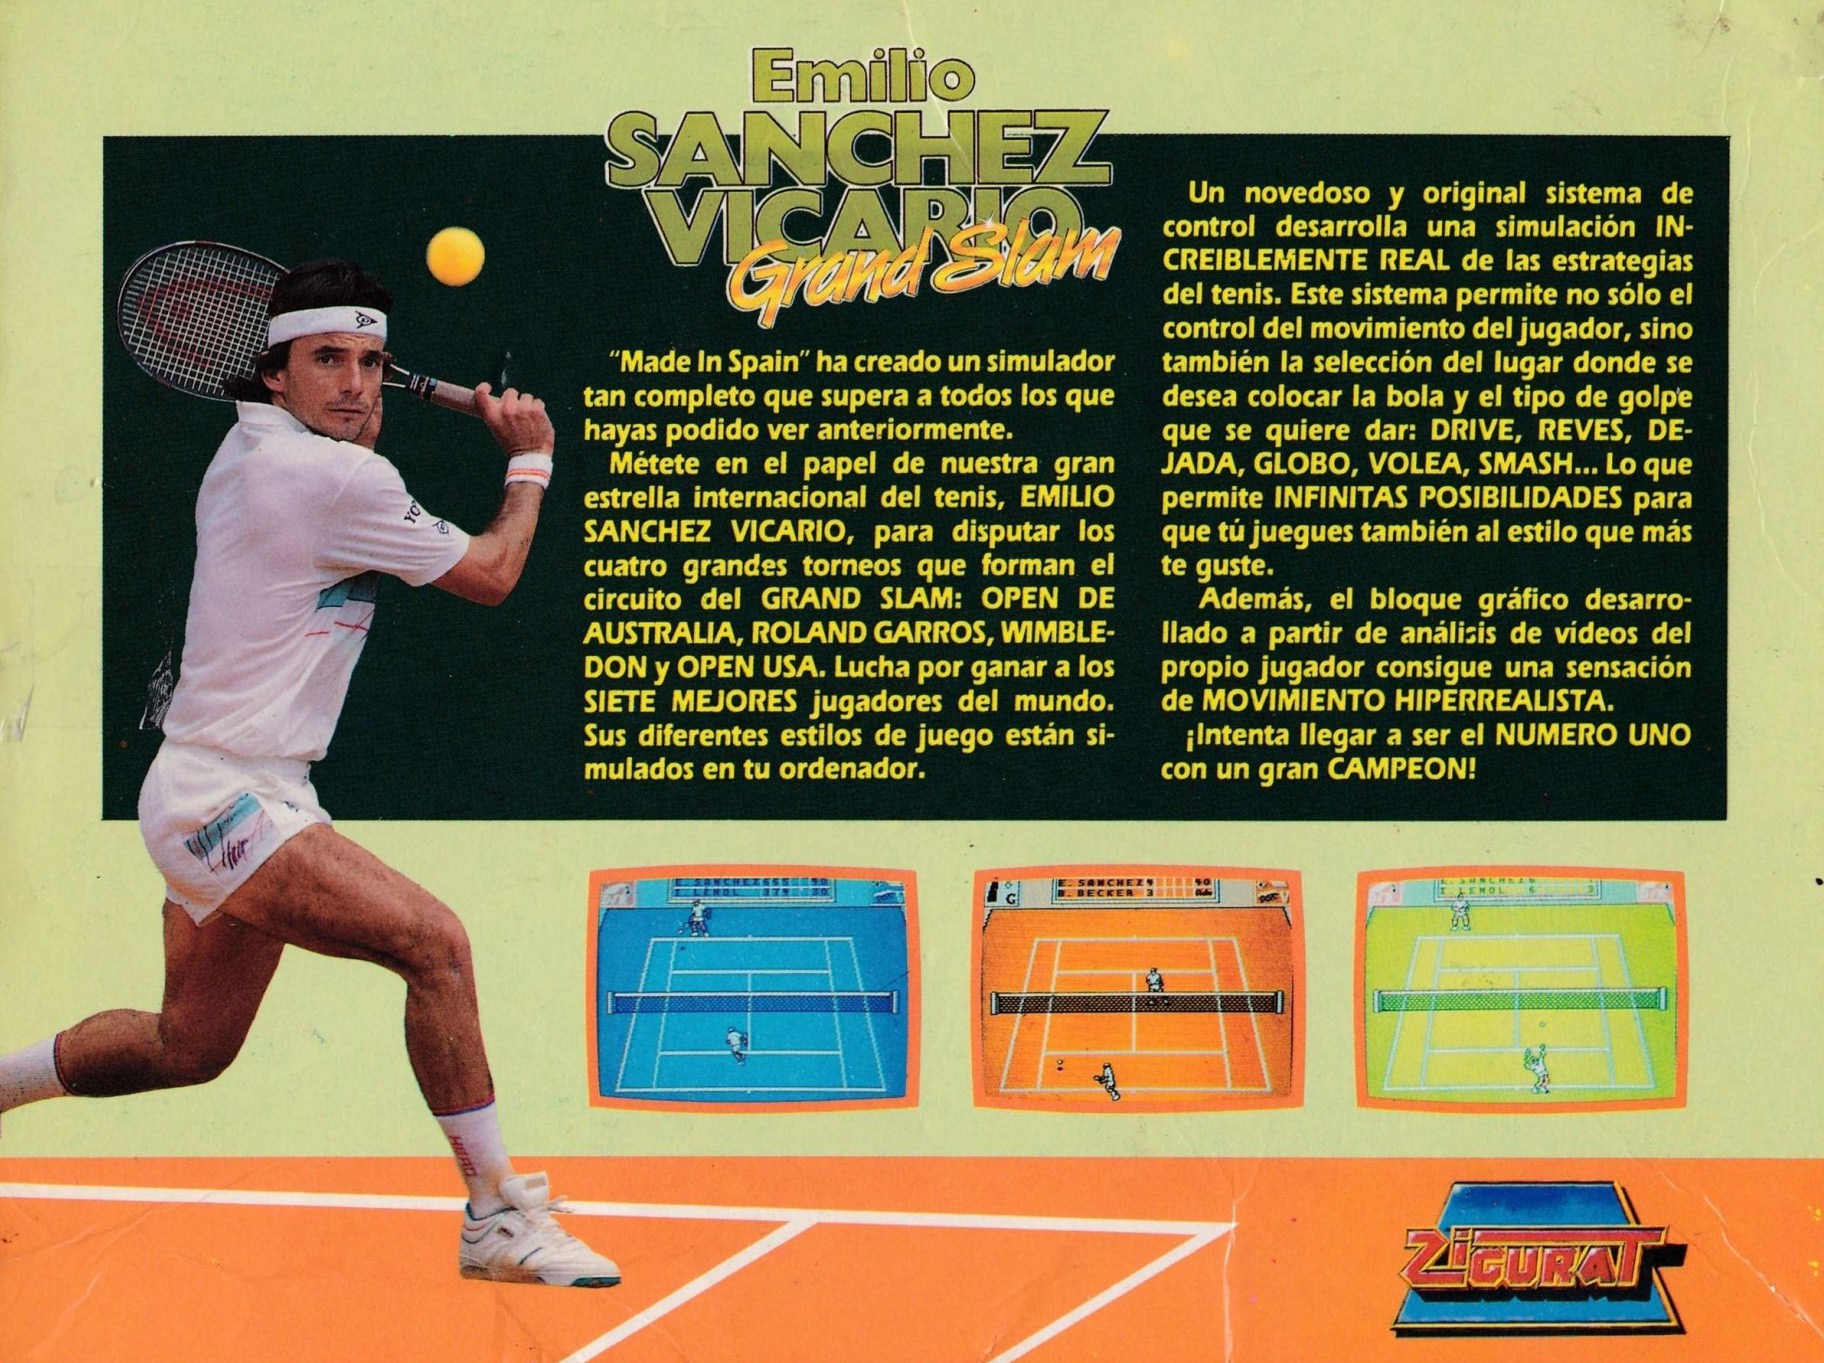 Emilio
SANCHEZ
VICARIO
Grand Slam
"Made In Spain" ha creado un simulador
tan completo que supera a todos los que
hayas podido ver anteriormente.
Métete en el papel de nuestra gran
estrella internacional del tenis, EMILIO
SANCHEZ VICARIO, para disputar los
cuatro grandes torneos que forman el
circuito del GRAND SLAM: OPEN DE
AUSTRALIA, ROLAND GARROS, WIMBLE-
DON y OPEN USA. Lucha por ganar a los
SIETE MEJORES jugadores del mundo.
Sus diferentes estilos de juego están si-
mulados en tu ordenador.
Un novedoso y original sistema de
control desarrolla una simulación IN-
CREIBLEMENTE REAL de las estrategias
del tenis. Este sistema permite no sólo el
control del movimiento del jugador, sino
también la selección del lugar donde se
desea colocar la bola y el tipo de golpe
que se quiere dar: DRIVE, REVES, DE-
JADA, GLOBO, VOLEA, SMASH... Lo que
permite INFINITAS POSIBILIDADES para
que tú juegues también al estilo que más
te guste.
Además, el bloque gráfico desarro-
llado a partir de análisis de vídeos del
propio jugador consigue una sensación
de MOVIMIENTO HIPERREALISTA.
¡Intenta llegar a ser el NUMERO UNO
con un gran CAMPEON!
LENOL
E. SANCHEZ 4 40
B. BECKER 3 Adv
G
LENOL 6 3
HEAD
ZIGURAT